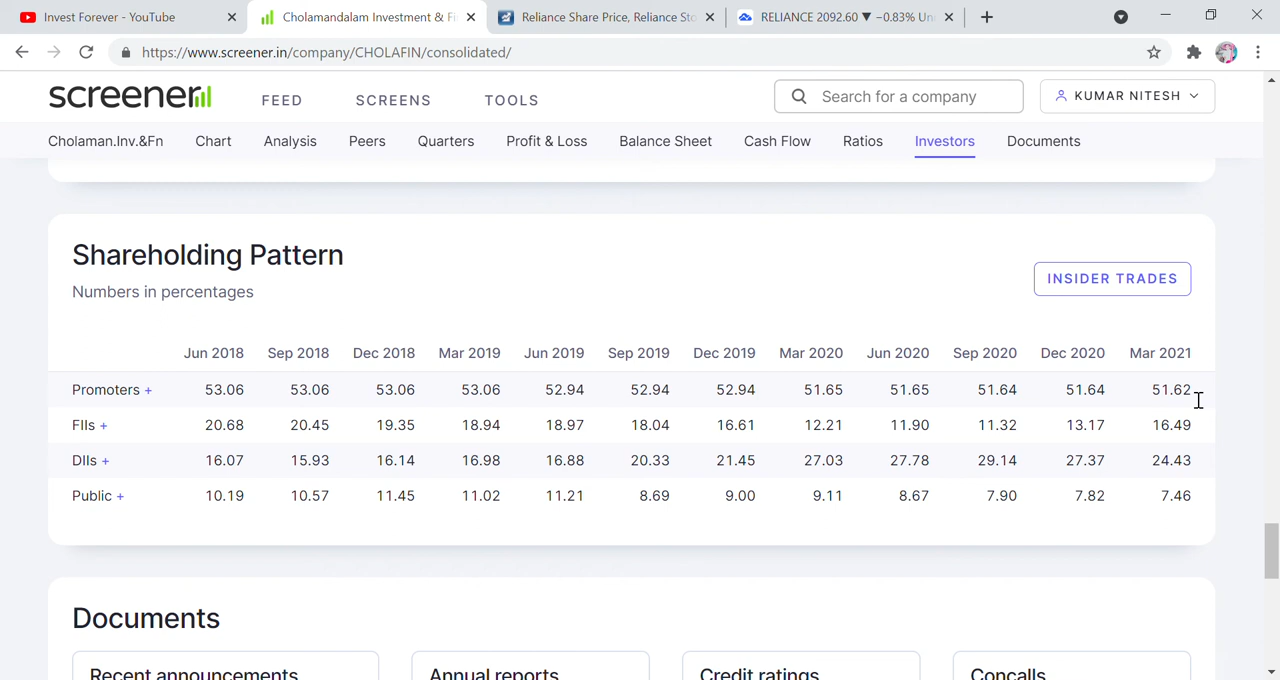 Invest Forever - YouTube
Cholamandalam Investment & Fi
Reliance Share Price, Reliance Sto
RELIANCE 2092.60 ▼ −0.83% Un
https://www.screener.in/company/CHOLAFIN/consolidated/
screener
FEED SCREENS TOOLS
Search for a company
KUMAR NITESH
Cholaman.Inv.&Fn Chart Analysis Peers Quarters Profit & Loss Balance Sheet Cash Flow Ratios Investors Documents
Shareholding Pattern
Numbers in percentages
INSIDER TRADES
Jun 2018 Sep 2018 Dec 2018 Mar 2019 Jun 2019 Sep 2019 Dec 2019 Mar 2020 Jun 2020 Sep 2020 Dec 2020 Mar 2021
Promoters + 53.06 53.06 53.06 53.06 52.94 52.94 52.94 51.65 51.65 51.64 51.64 51.62
FIIs + 20.68 20.45 19.35 18.94 18.97 18.04 16.61 12.21 11.90 11.32 13.17 16.49
DIIs + 16.07 15.93 16.14 16.98 16.88 20.33 21.45 27.03 27.78 29.14 27.37 24.43
Public + 10.19 10.57 11.45 11.02 11.21 8.69 9.00 9.11 8.67 7.90 7.82 7.46
Documents
Recent announcements Annual reports Credit ratings Concalls